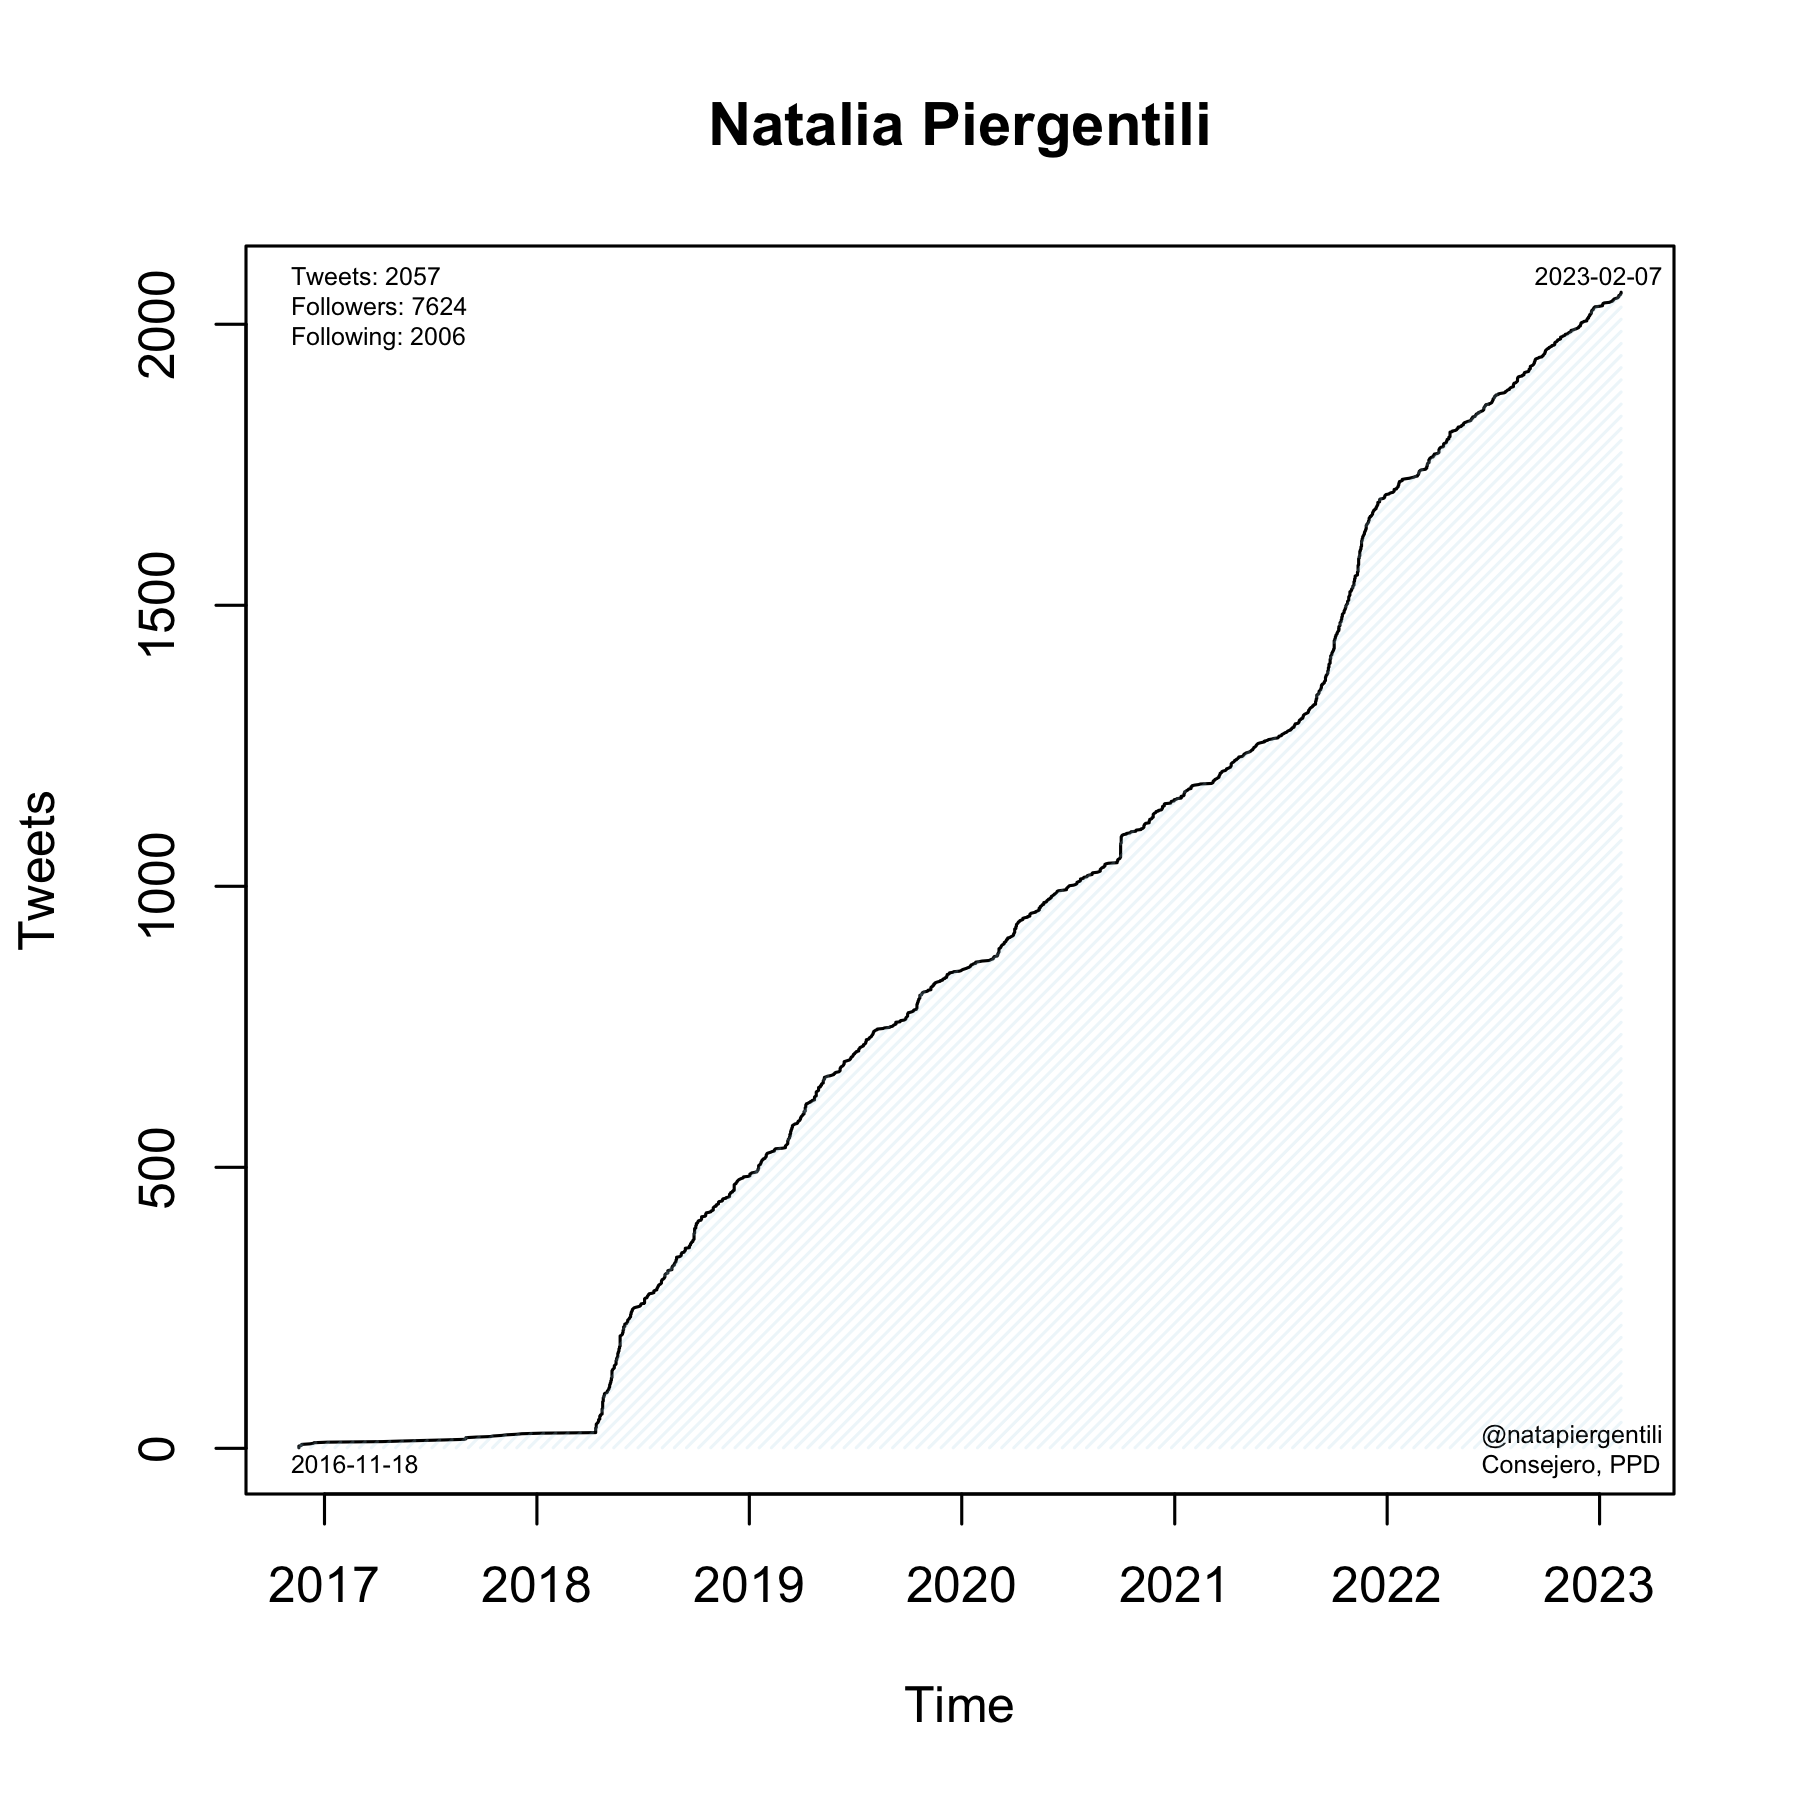 Natalia Piergentili
Tweets: 2057
Followers: 7624
Following: 2006
2023-02-07
2000
1500
1000
500
0
Tweets
@natapiergentili
Consejero, PPD
2016-11-18
2017 2018 2019 2020 2021 2022 2023
Time